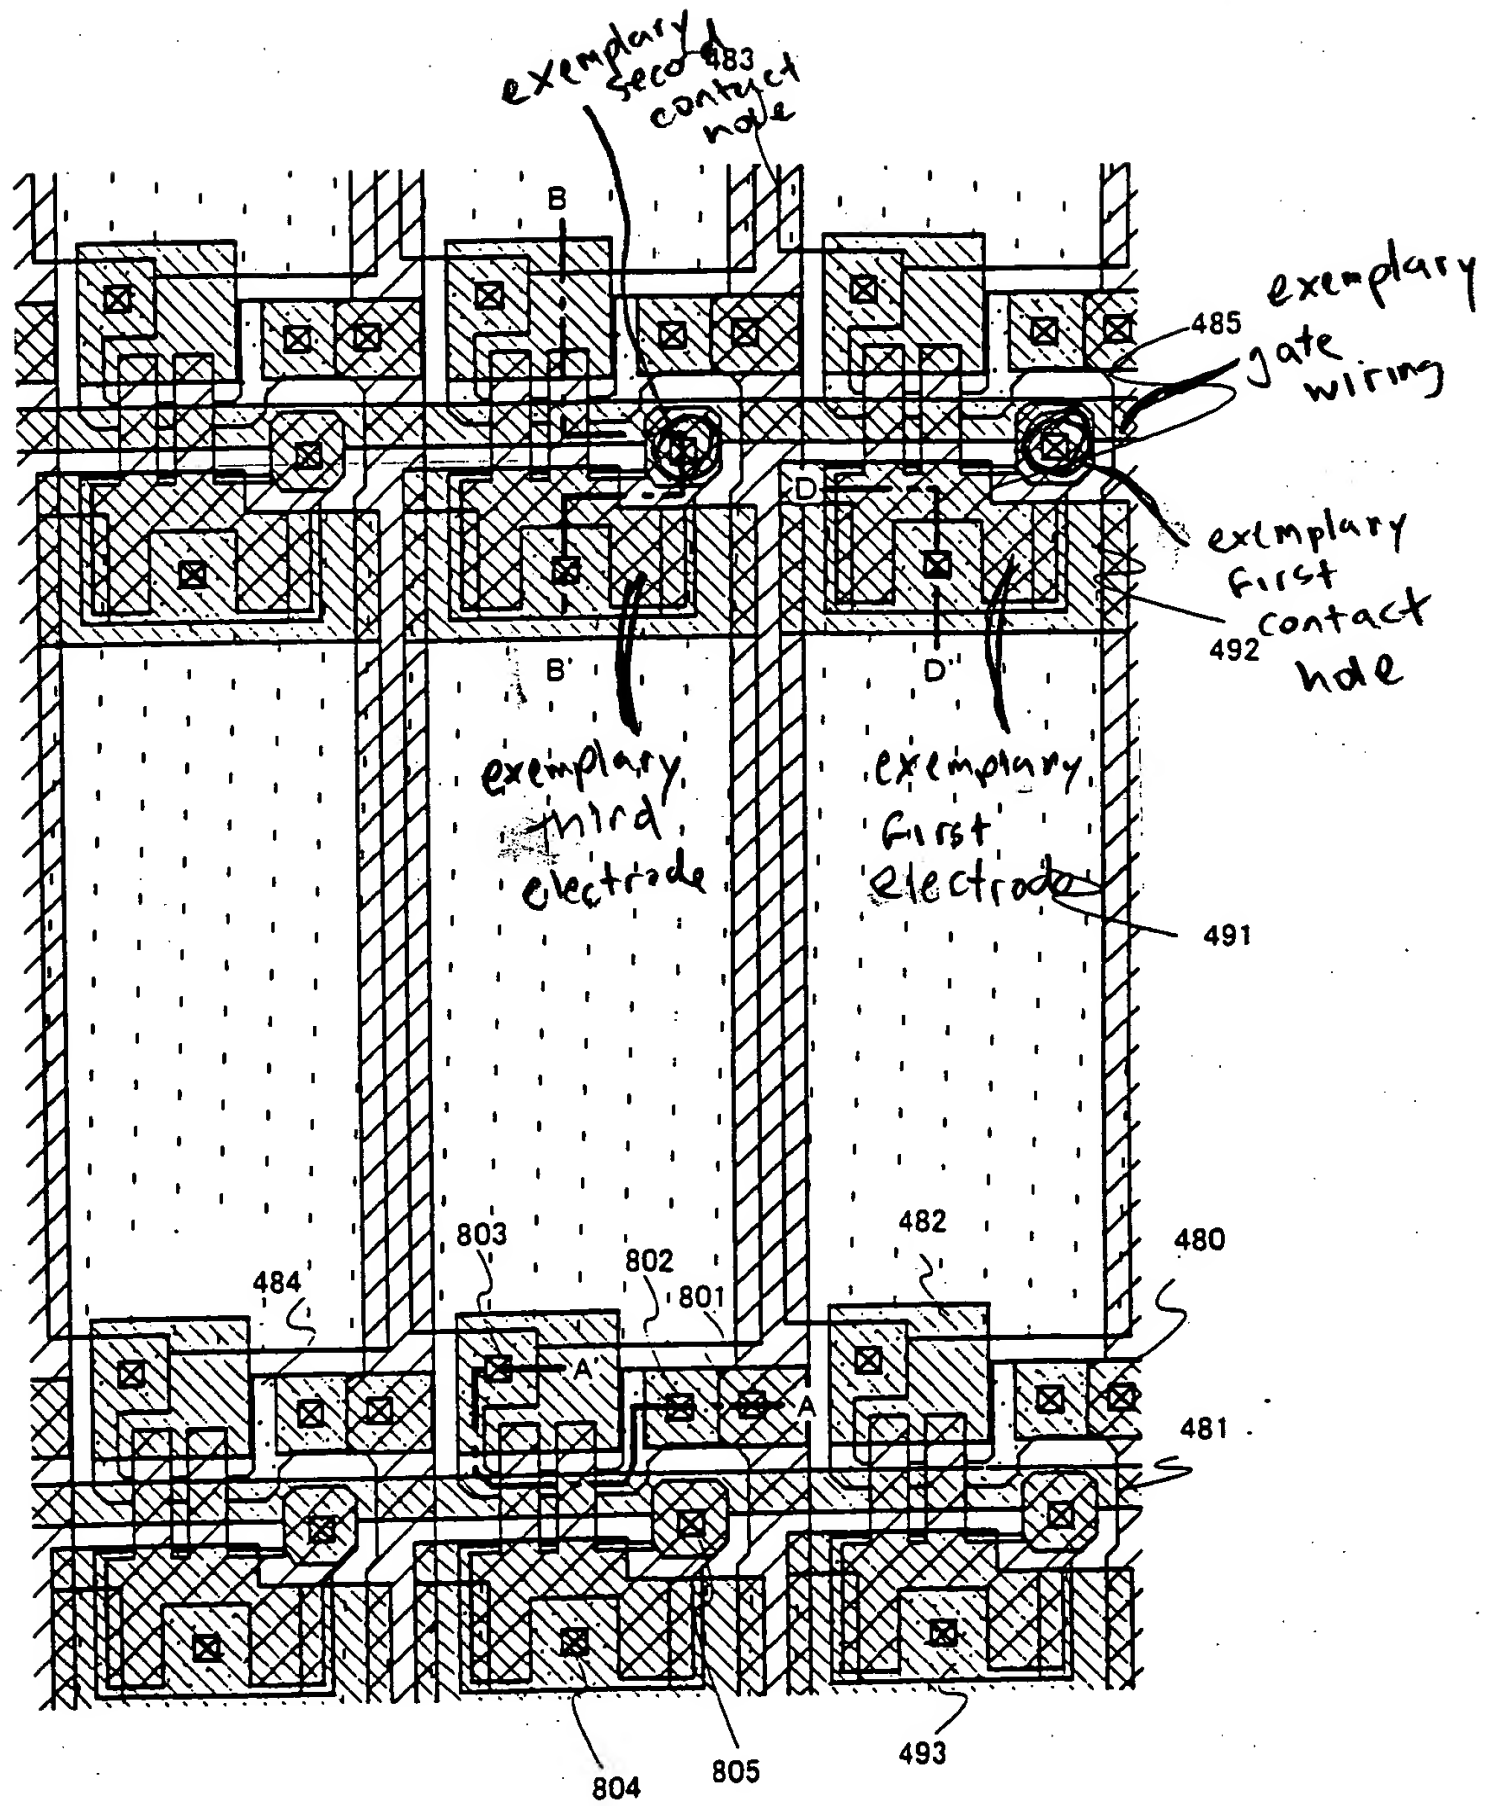 exemplary
second
483
contact
hole
B
exemplary
485
gate
wiring
D
exemplary
first
492
contact
hole
B'
D'
exemplary
third
electrode
exemplary
first
electrode
491
803
802
801
482
480
484
A'
A
481
493
805
804